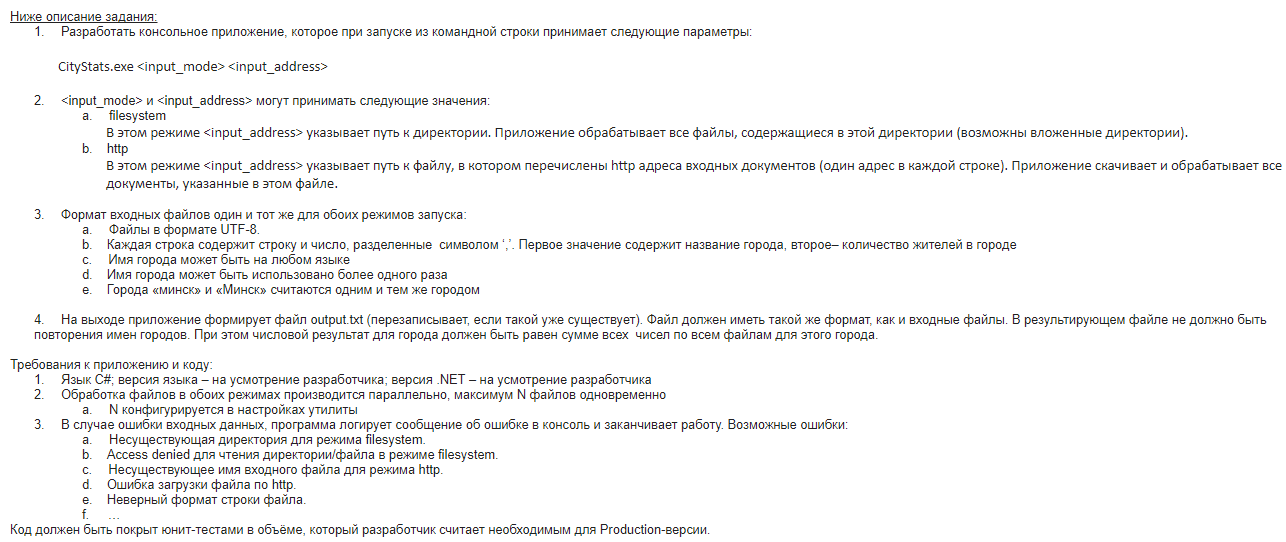 Ниже описание задания:
1. Разработать консольное приложение, которое при запуске из командной строки принимает следующие параметры:
CityStats.exe <input_mode> <input_address>
2. <input_mode> и <input_address> могут принимать следующие значения:
a. filesystem
В этом режиме <input_address> указывает путь к директории. Приложение обрабатывает все файлы, содержащиеся в этой директории (возможны вложенные директории).
b. http
В этом режиме <input_address> указывает путь к файлу, в котором перечислены http адреса входных документов (один адрес в каждой строке). Приложение скачивает и обрабатывает все
документы, указанные в этом файле.
3. Формат входных файлов один и тот же для обоих режимов запуска:
a. Файлы в формате UTF-8.
b. Каждая строка содержит строку и число, разделенные символом ‘,’. Первое значение содержит название города, второе– количество жителей в городе
c. Имя города может быть на любом языке
d. Имя города может быть использовано более одного раза
e. Города «минск» и «Минск» считаются одним и тем же городом
4. На выходе приложение формирует файл output.txt (перезаписывает, если такой уже существует). Файл должен иметь такой же формат, как и входные файлы. В результирующем файле не должно быть
повторения имен городов. При этом числовой результат для города должен быть равен сумме всех чисел по всем файлам для этого города.
Требования к приложению и коду:
1. Язык C#; версия языка – на усмотрение разработчика; версия .NET – на усмотрение разработчика
2. Обработка файлов в обоих режимах производится параллельно, максимум N файлов одновременно
a. N конфигурируется в настройках утилиты
3. В случае ошибки входных данных, программа логирует сообщение об ошибке в консоль и заканчивает работу. Возможные ошибки:
a. Несуществующая директория для режима filesystem.
b. Access denied для чтения директории/файла в режиме filesystem.
c. Несуществующее имя входного файла для режима http.
d. Ошибка загрузки файла по http.
e. Неверный формат строки файла.
f. …
Код должен быть покрыт юнит-тестами в объёме, который разработчик считает необходимым для Production-версии.